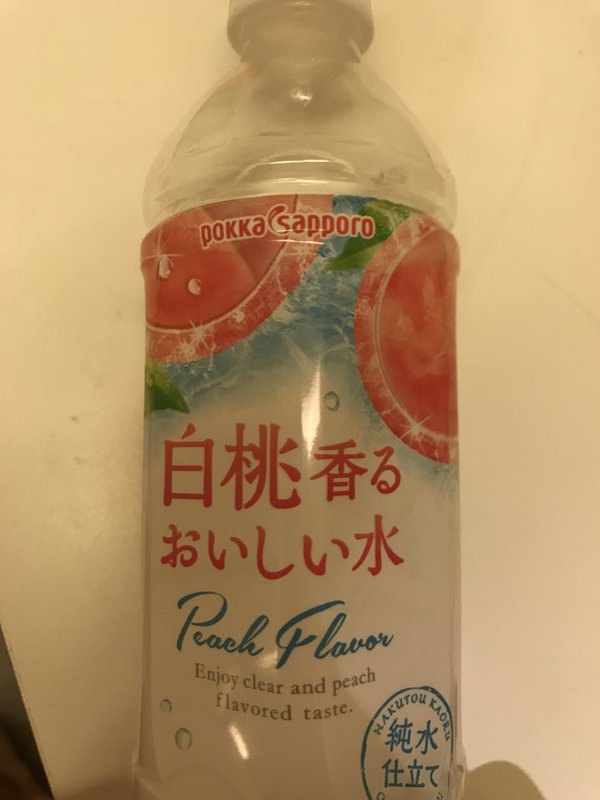 pokka sapporo
白桃香る
おいしい水
Peach Flavor
Enjoy clear and peach
flavored taste.
HAKUTOU KAORU
純水
仕立て